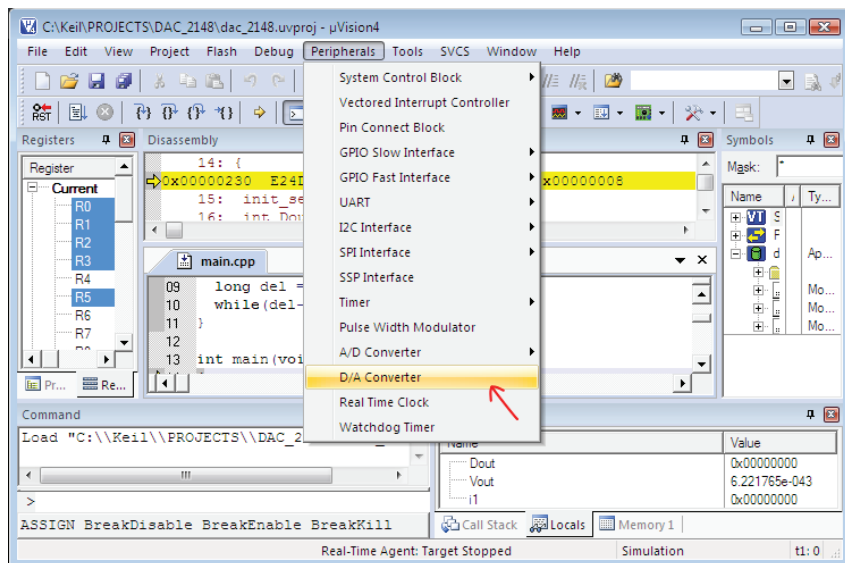 C:\Keil\PROJECTS\DAC_2148\dac_2148.uvproj - µVision4
File Edit View Project Flash Debug Peripherals Tools SVCS Window Help
RST
System Control Block
Vectored Interrupt Controller
Pin Connect Block
GPIO Slow Interface
GPIO Fast Interface
UART
I2C Interface
SPI Interface
SSP Interface
Timer
Pulse Width Modulator
A/D Converter
D/A Converter
Real Time Clock
Watchdog Timer
Registers
Register
Current
R0
R1
R2
R3
R4
R5
R6
R7
Pr... Re...
Disassembly
14: {
0x00000230 E24D x00000008
15: init_se
16: int Dou
main.cpp
09 long del =
10 while(del-
11 }
12
13 int main(voi
Symbols
Mask: *
Name Ty...
S
F
d Ap...
Mo...
Mo...
Mo...
Command
Load "C:\\Keil\\PROJECTS\\DAC_2
>
ASSIGN BreakDisable BreakEnable BreakKill
Name Value
Dout 0x00000000
Vout 6.221765e-043
i1 0x00000000
Call Stack Locals Memory 1
Real-Time Agent: Target Stopped Simulation t1: 0